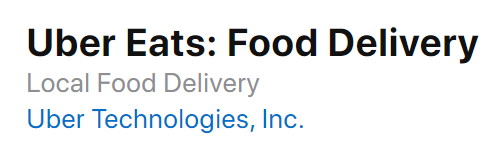 Uber Eats: Food Delivery
Local Food Delivery
Uber Technologies, Inc.